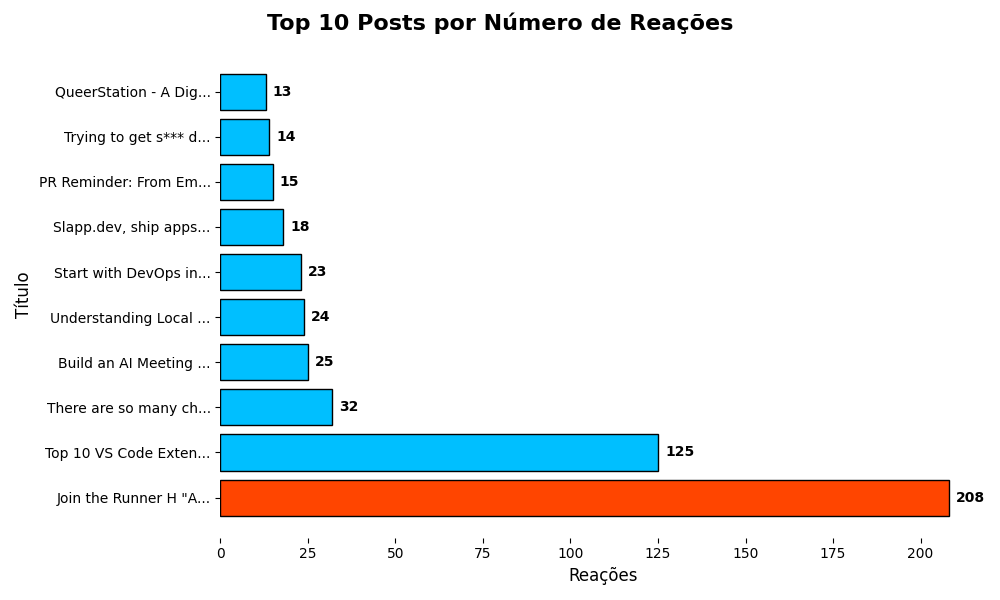 Top 10 Posts por Número de Reações
QueerStation - A Dig... 13
Trying to get s*** d... 14
PR Reminder: From Em... 15
Slapp.dev, ship apps... 18
Start with DevOps in... 23
Understanding Local ... 24
Build an AI Meeting ... 25
There are so many ch... 32
Top 10 VS Code Exten... 125
Join the Runner H "A... 208
Título
0 25 50 75 100 125 150 175 200
Reações